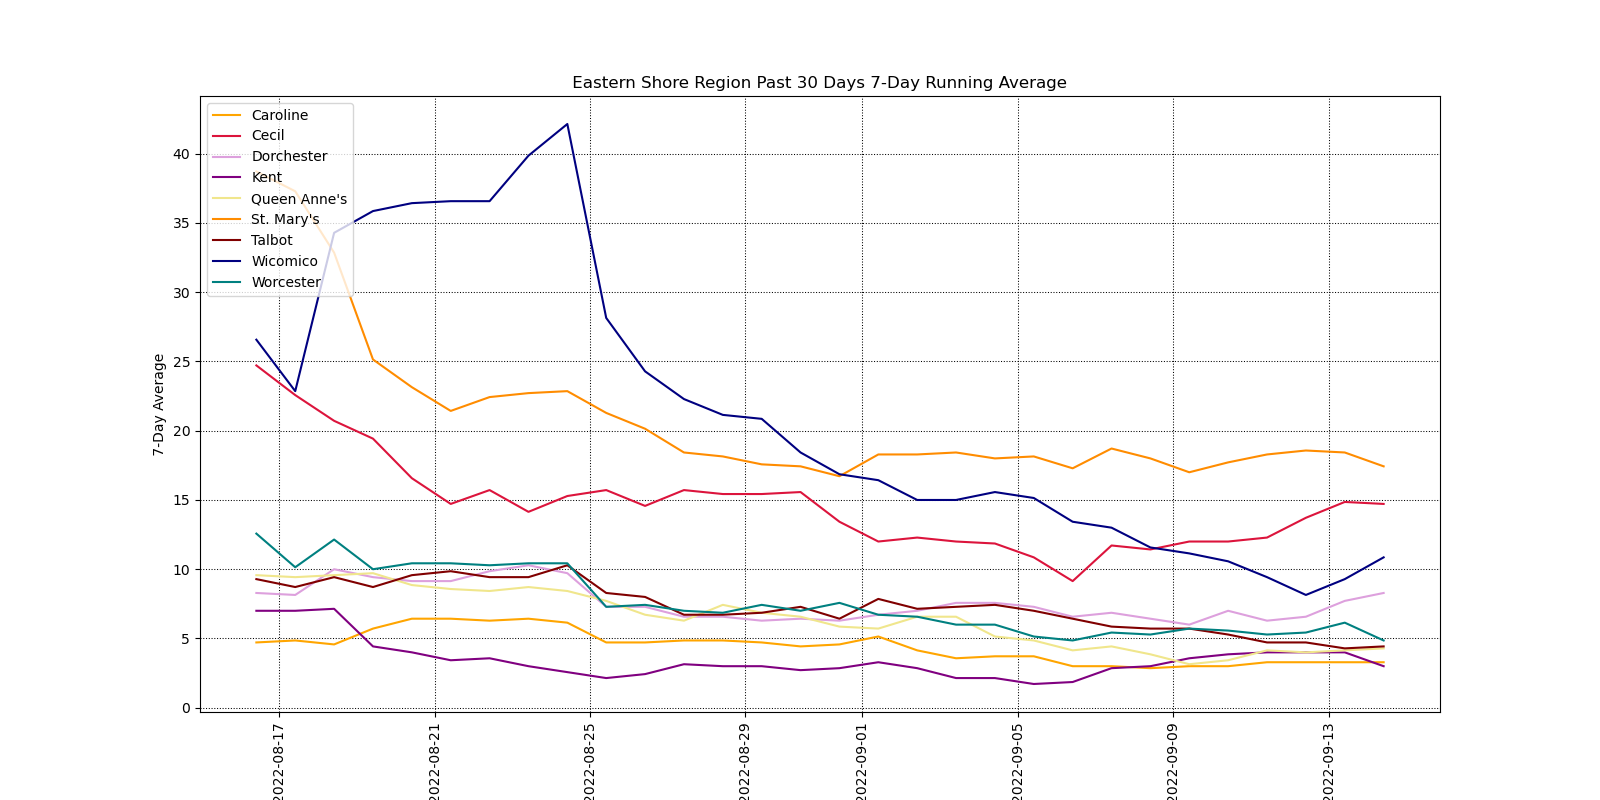 Eastern Shore Region Past 30 Days 7-Day Running Average
Caroline
Cecil
Dorchester
Kent
Queen Anne's
St. Mary's
Talbot
Wicomico
Worcester
7-Day Average
40
35
30
25
20
15
10
5
0
2022-08-17
2022-08-21
2022-08-25
2022-08-29
2022-09-01
2022-09-05
2022-09-09
2022-09-13